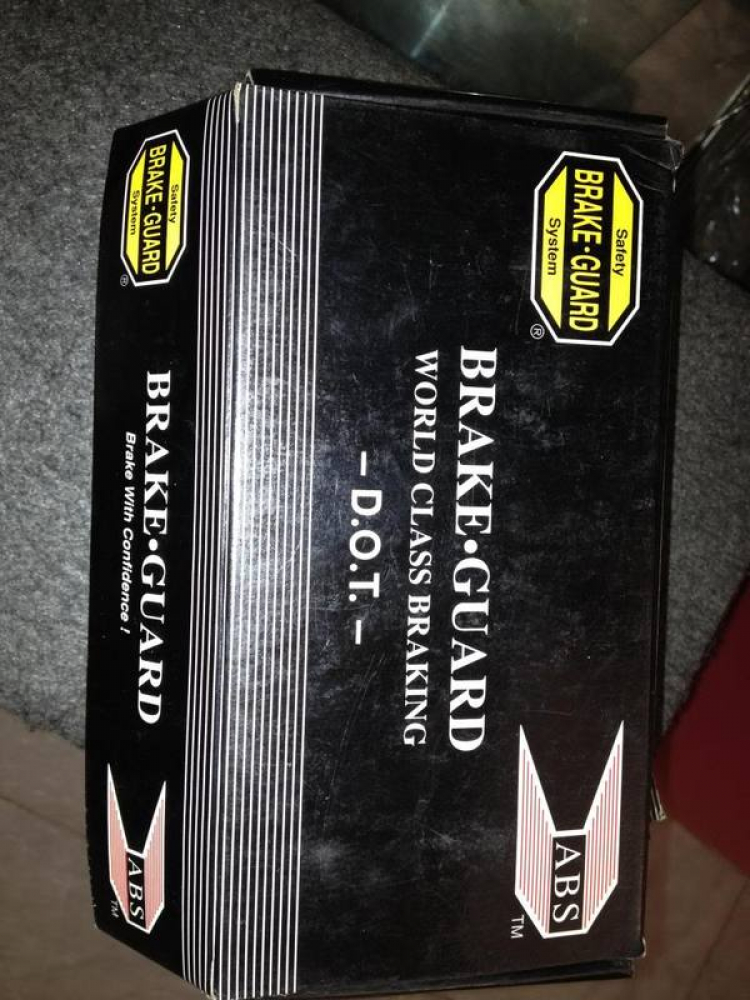 Safety
BRAKE·GUARD
System
®
BRAKE•GUARD
WORLD CLASS BRAKING
– D.O.T. –
ABS
TM
Safety
BRAKE·GUARD
System
®
BRAKE•GUARD
Brake With Confidence !
ABS
TM